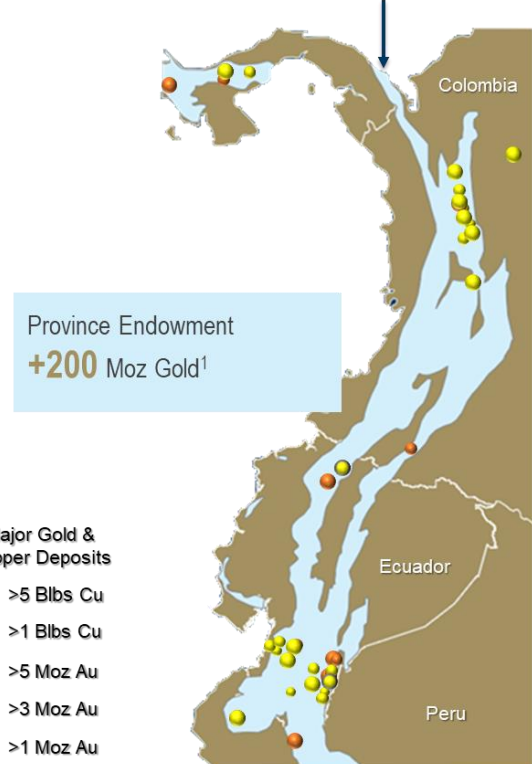 Colombia
Province Endowment
+200 Moz Gold1
ajor Gold &
pper Deposits
>5 Blbs Cu
>1 Blbs Cu
>5 Moz Au
>3 Moz Au
>1 Moz Au
Ecuador
Peru